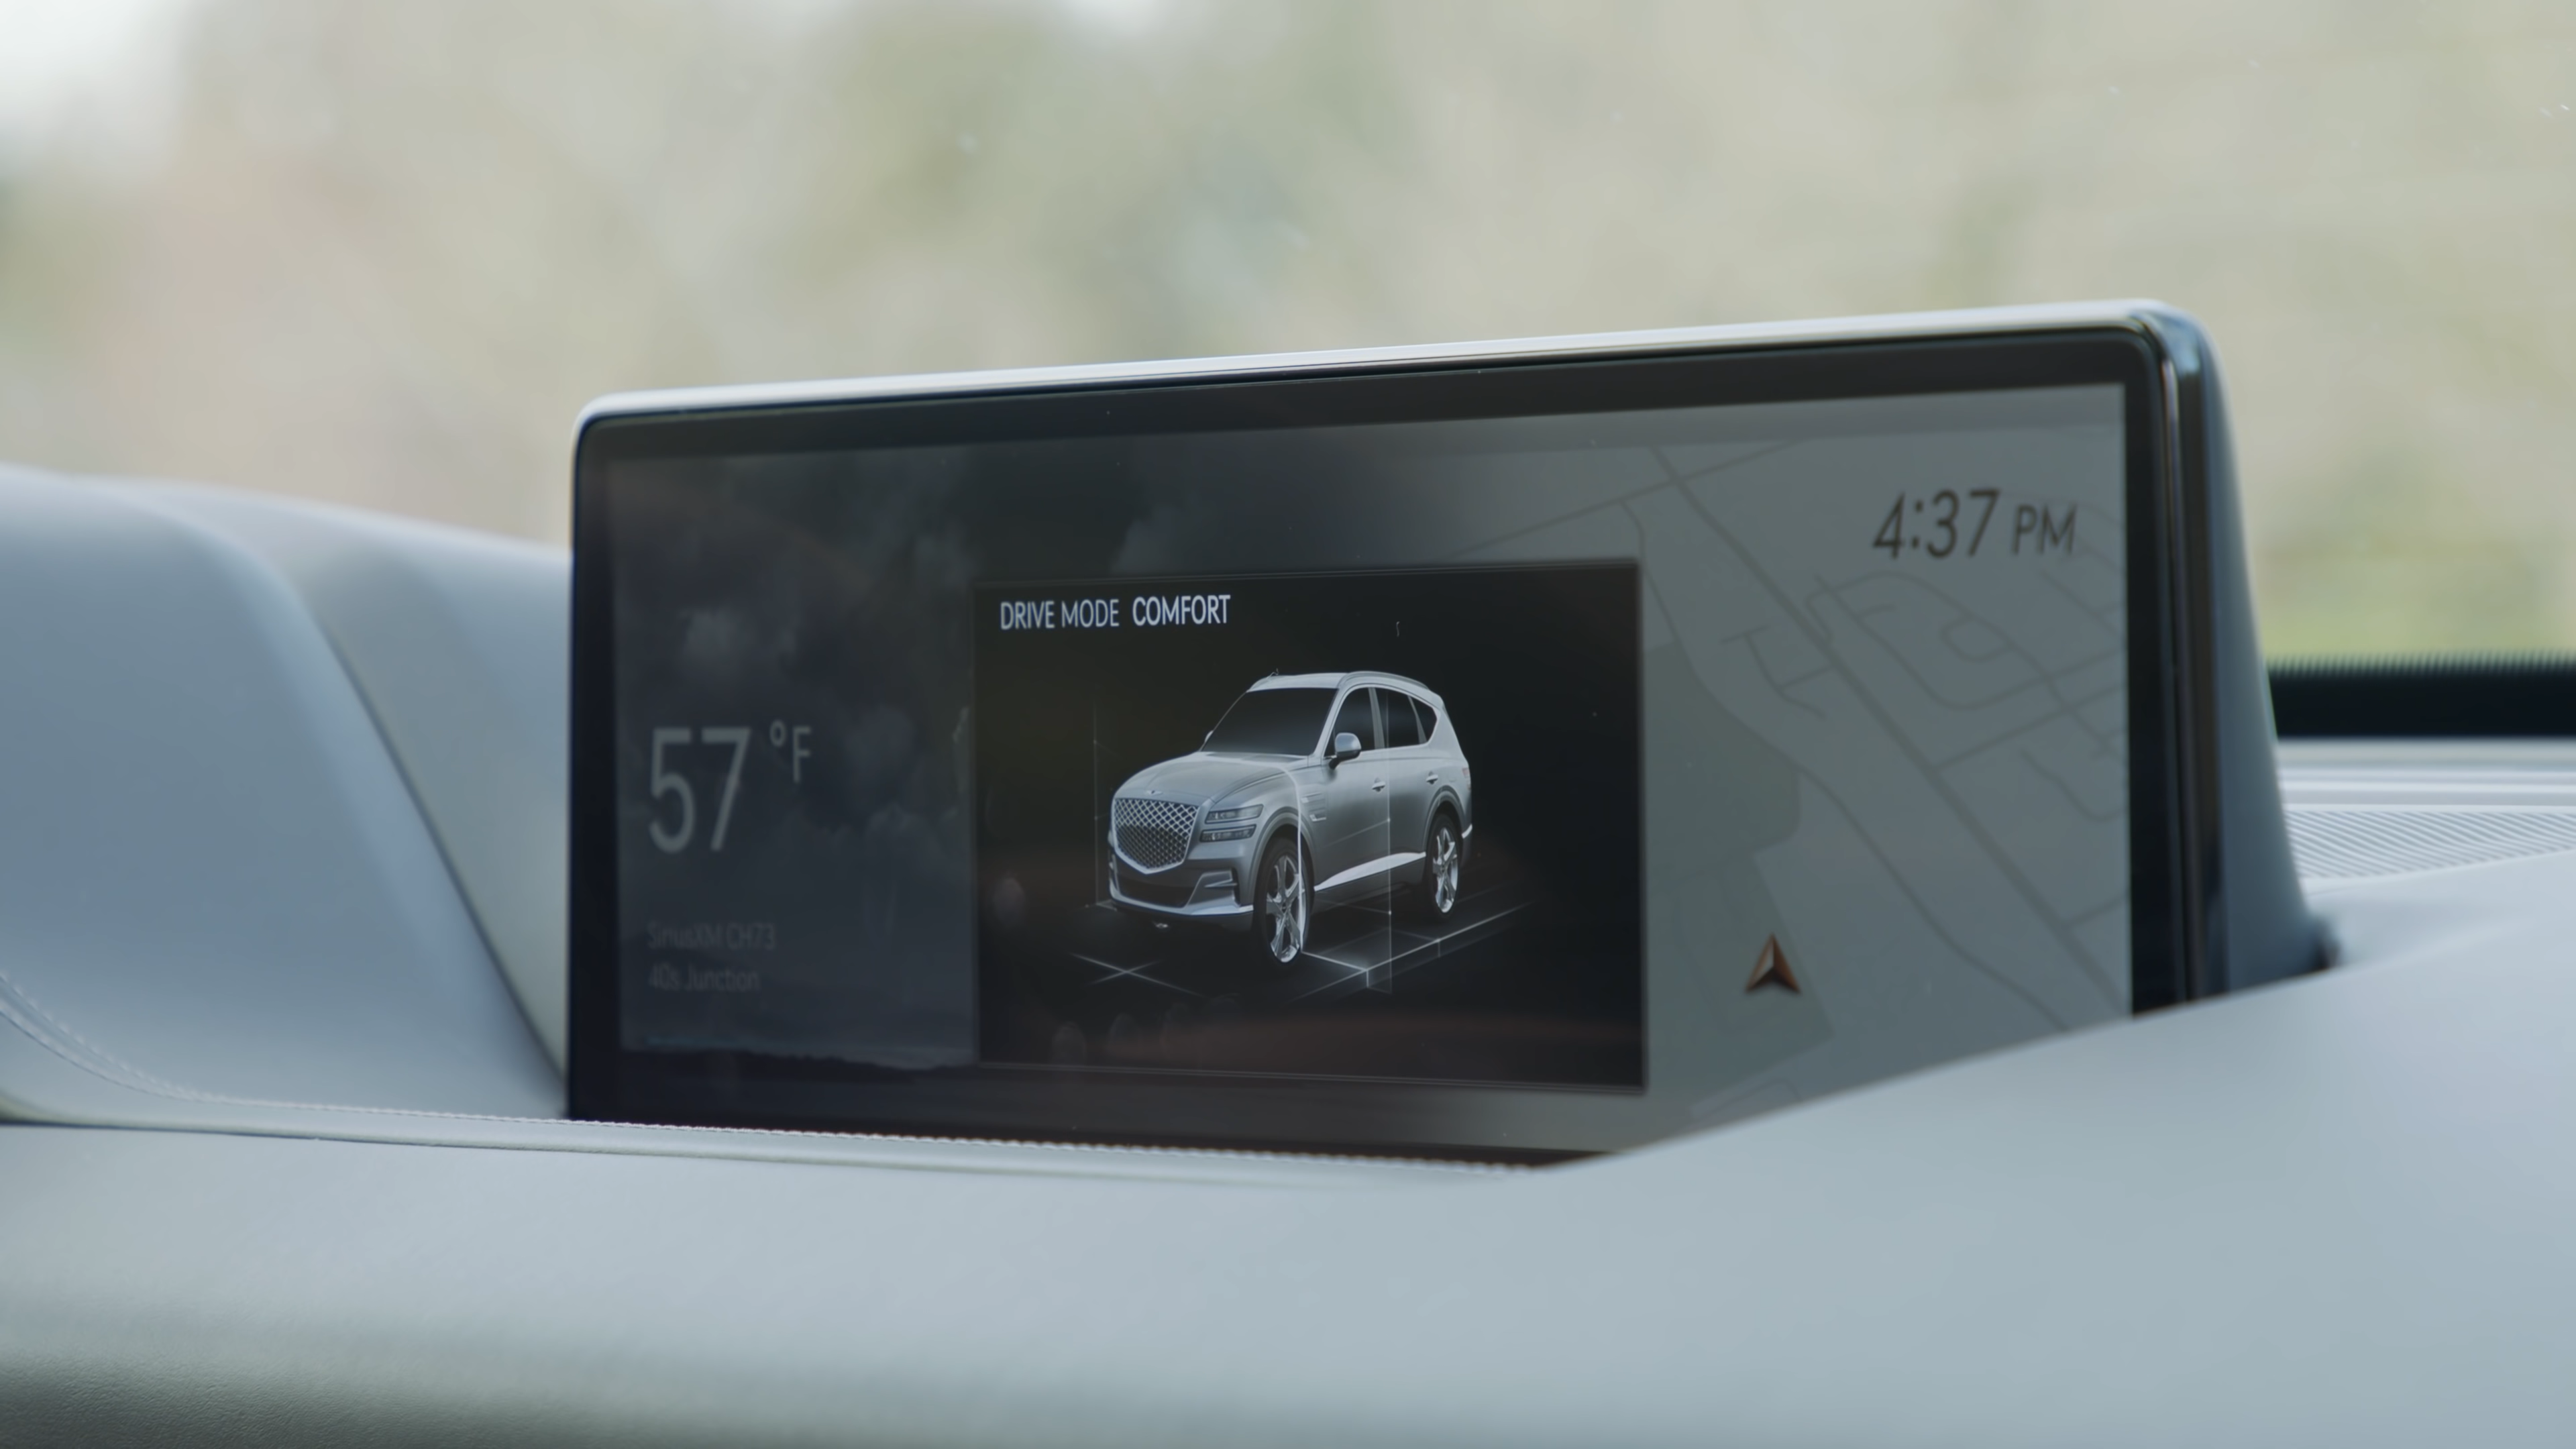 4:37 PM
DRIVE MODE COMFORT
57 °F
SiriusXM CH73
40s Junction